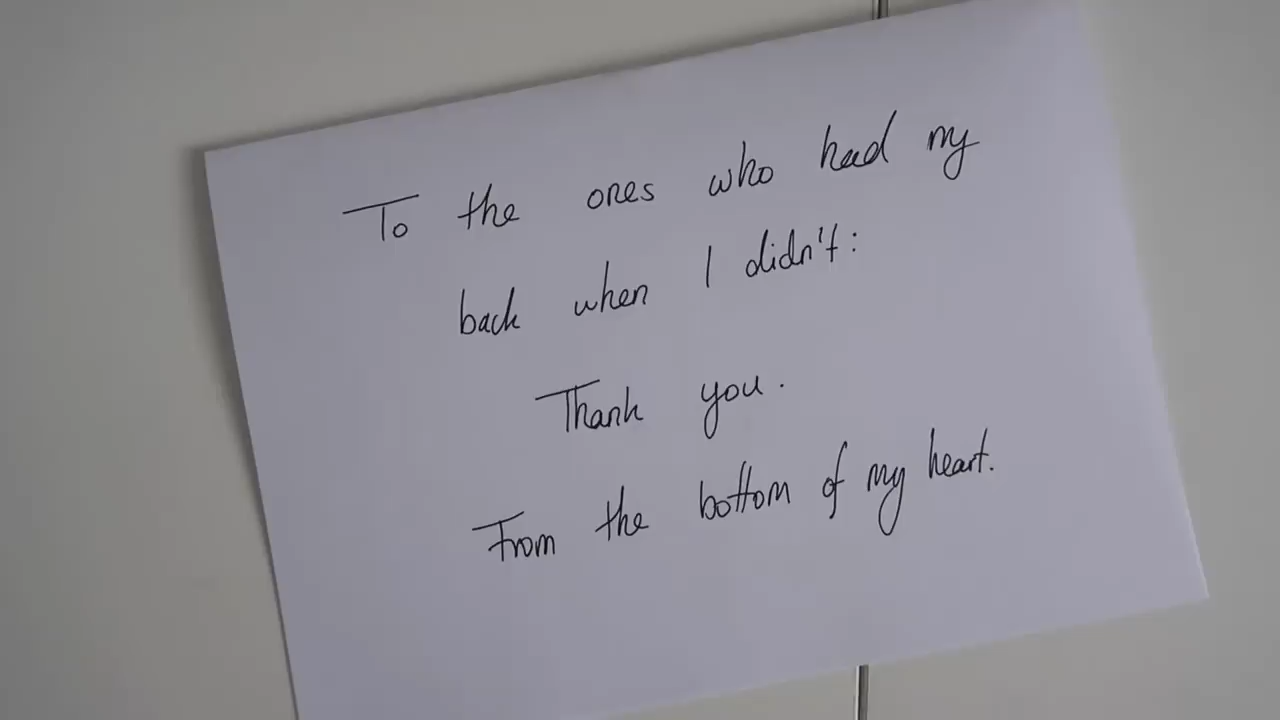 To the ones who had my
back when I didn't:
Thank you.
From the bottom of my heart.